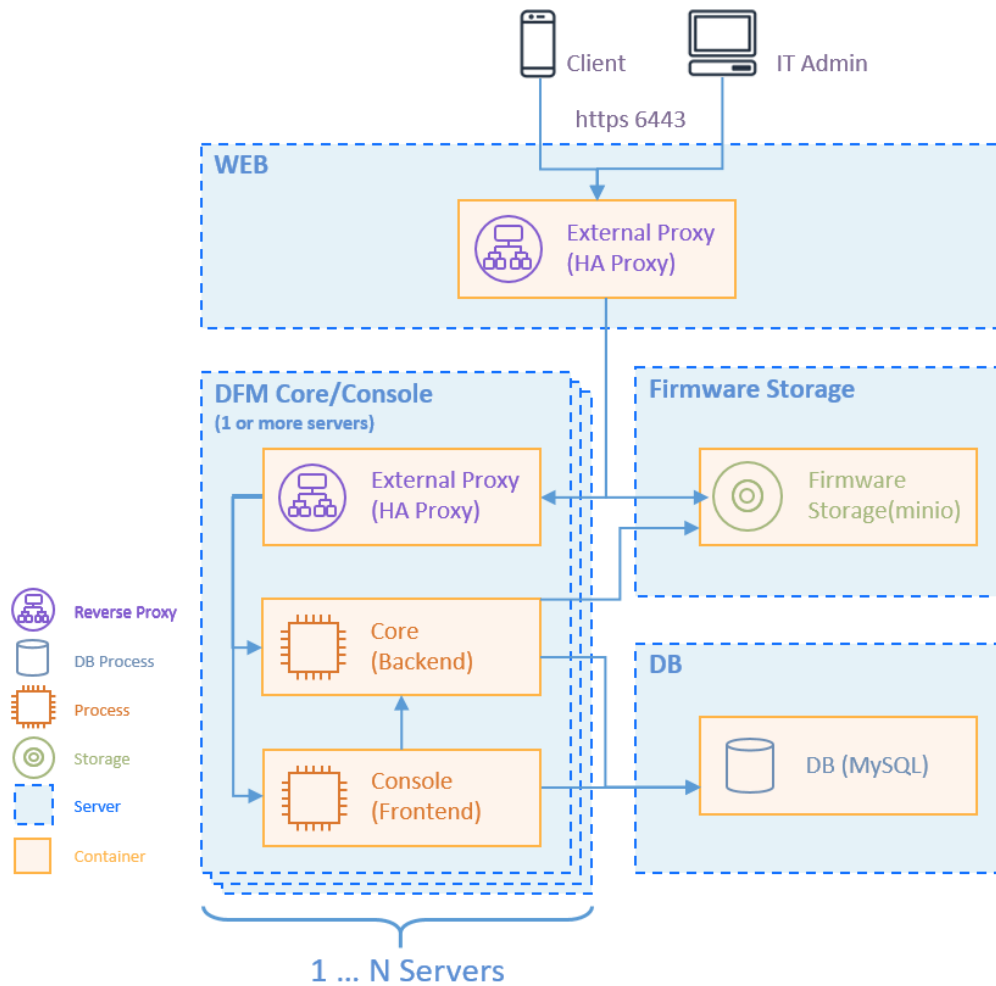 Client
IT Admin
https 6443
WEB
External Proxy
(HA Proxy)
DFM Core/Console
(1 or more servers)
External Proxy
(HA Proxy)
Core
(Backend)
Console
(Frontend)
1 ... N Servers
Firmware Storage
Firmware
Storage(minio)
DB
DB (MySQL)
Reverse Proxy
DB Process
Process
Storage
Server
Container